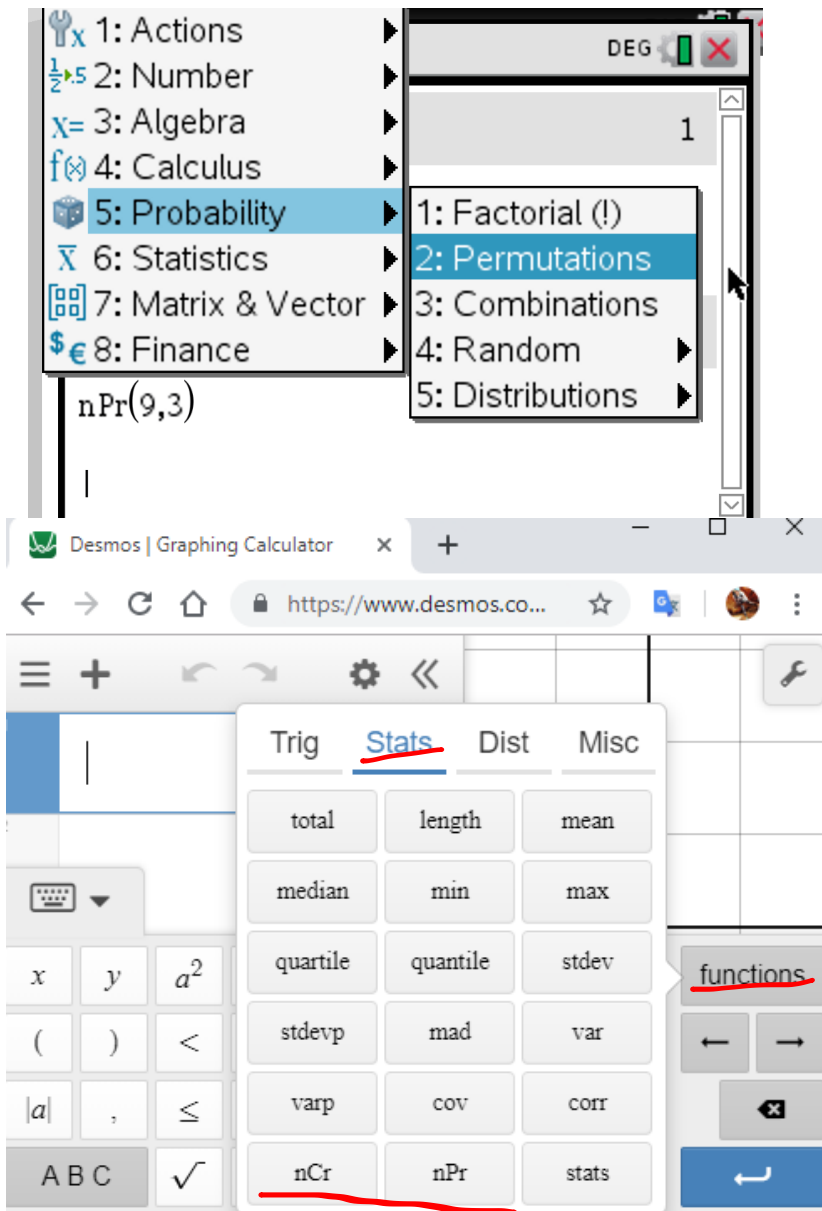 1: Actions
2: Number
3: Algebra
4: Calculus
5: Probability
6: Statistics
7: Matrix & Vector
8: Finance
DEG
1
1: Factorial (!)
2: Permutations
3: Combinations
4: Random
5: Distributions
nPr(9,3)
Desmos | Graphing Calculator
https://www.desmos.co...
Trig Stats Dist Misc
total length mean
median min max
quartile quantile stdev
stdevp mad var
varp cov corr
nCr nPr stats
x y a²
( ) <
|a| , ≤
A B C √
functions